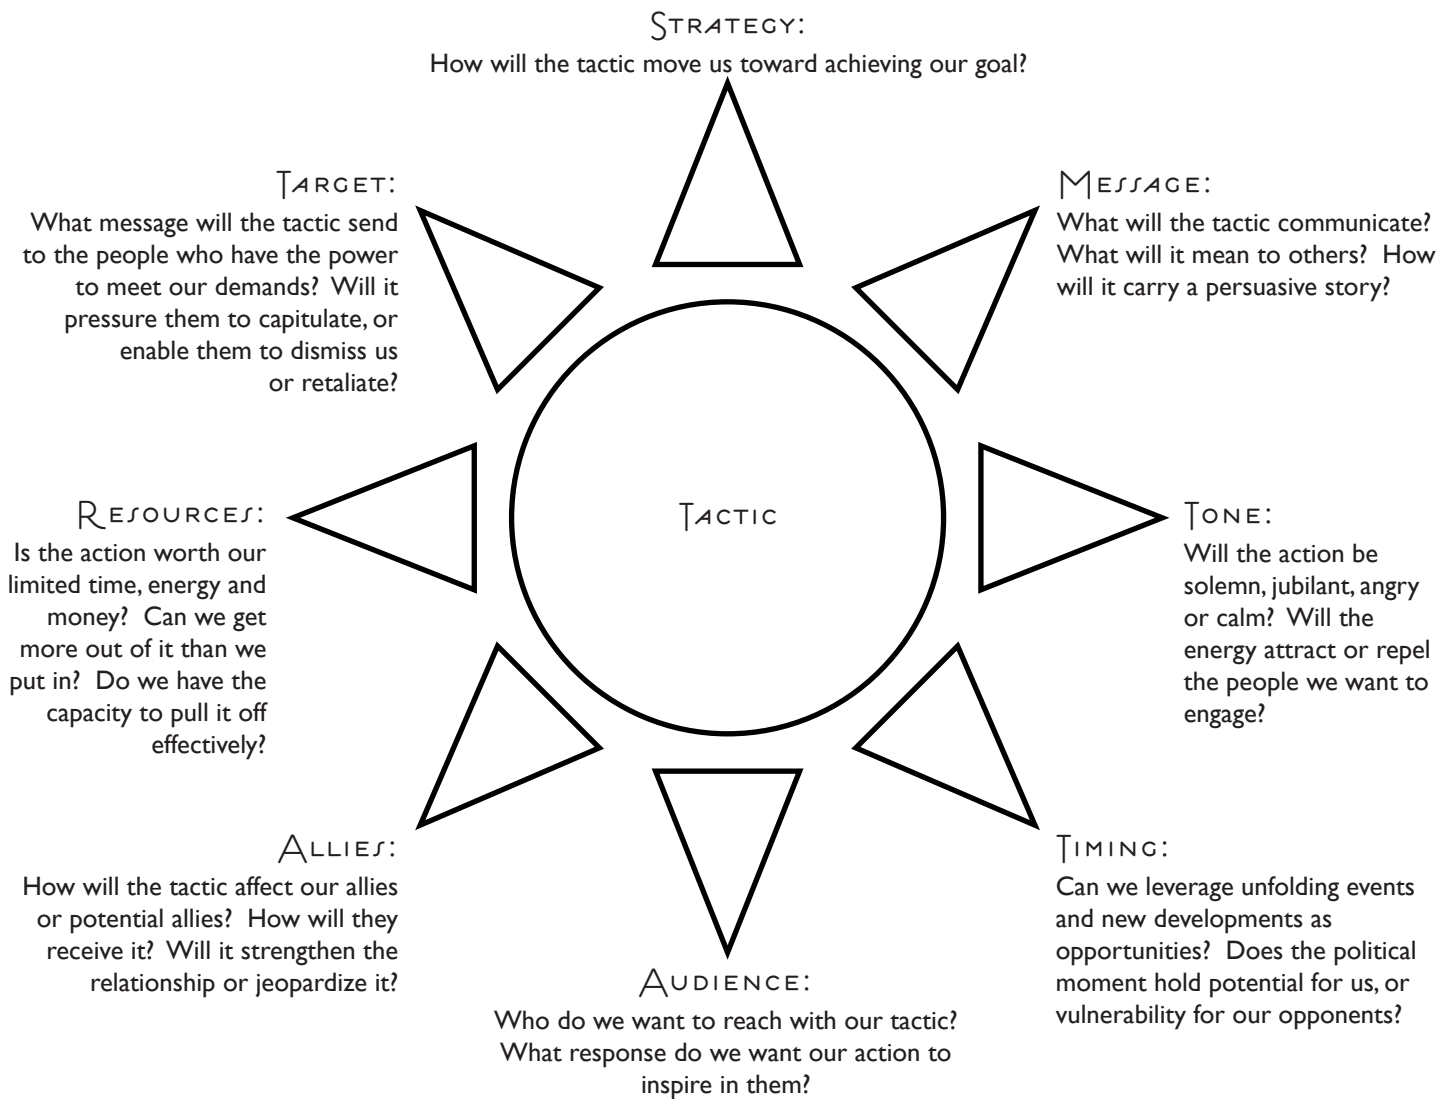 Strategy:
How will the tactic move us toward achieving our goal?
Message:
What will the tactic communicate?
What will it mean to others?  How
will it carry a persuasive story?
Tone:
Will the action be
solemn, jubilant, angry
or calm?  Will the
energy attract or repel
the people we want to
engage?
Timing:
Can we leverage unfolding events
and new developments as
opportunities?  Does the political
moment hold potential for us, or
vulnerability for our opponents?
Audience:
Who do we want to reach with our tactic?
What response do we want our action to
inspire in them?
Allies:
How will the tactic affect our allies
or potential allies?  How will they
receive it?  Will it strengthen the
relationship or jeopardize it?
Resources:
Is the action worth our
limited time, energy and
money?  Can we get
more out of it than we
put in?  Do we have the
capacity to pull it off
effectively?
Target:
What message will the tactic send
to the people who have the power
to meet our demands?  Will it
pressure them to capitulate, or
enable them to dismiss us
or retaliate?
Tactic